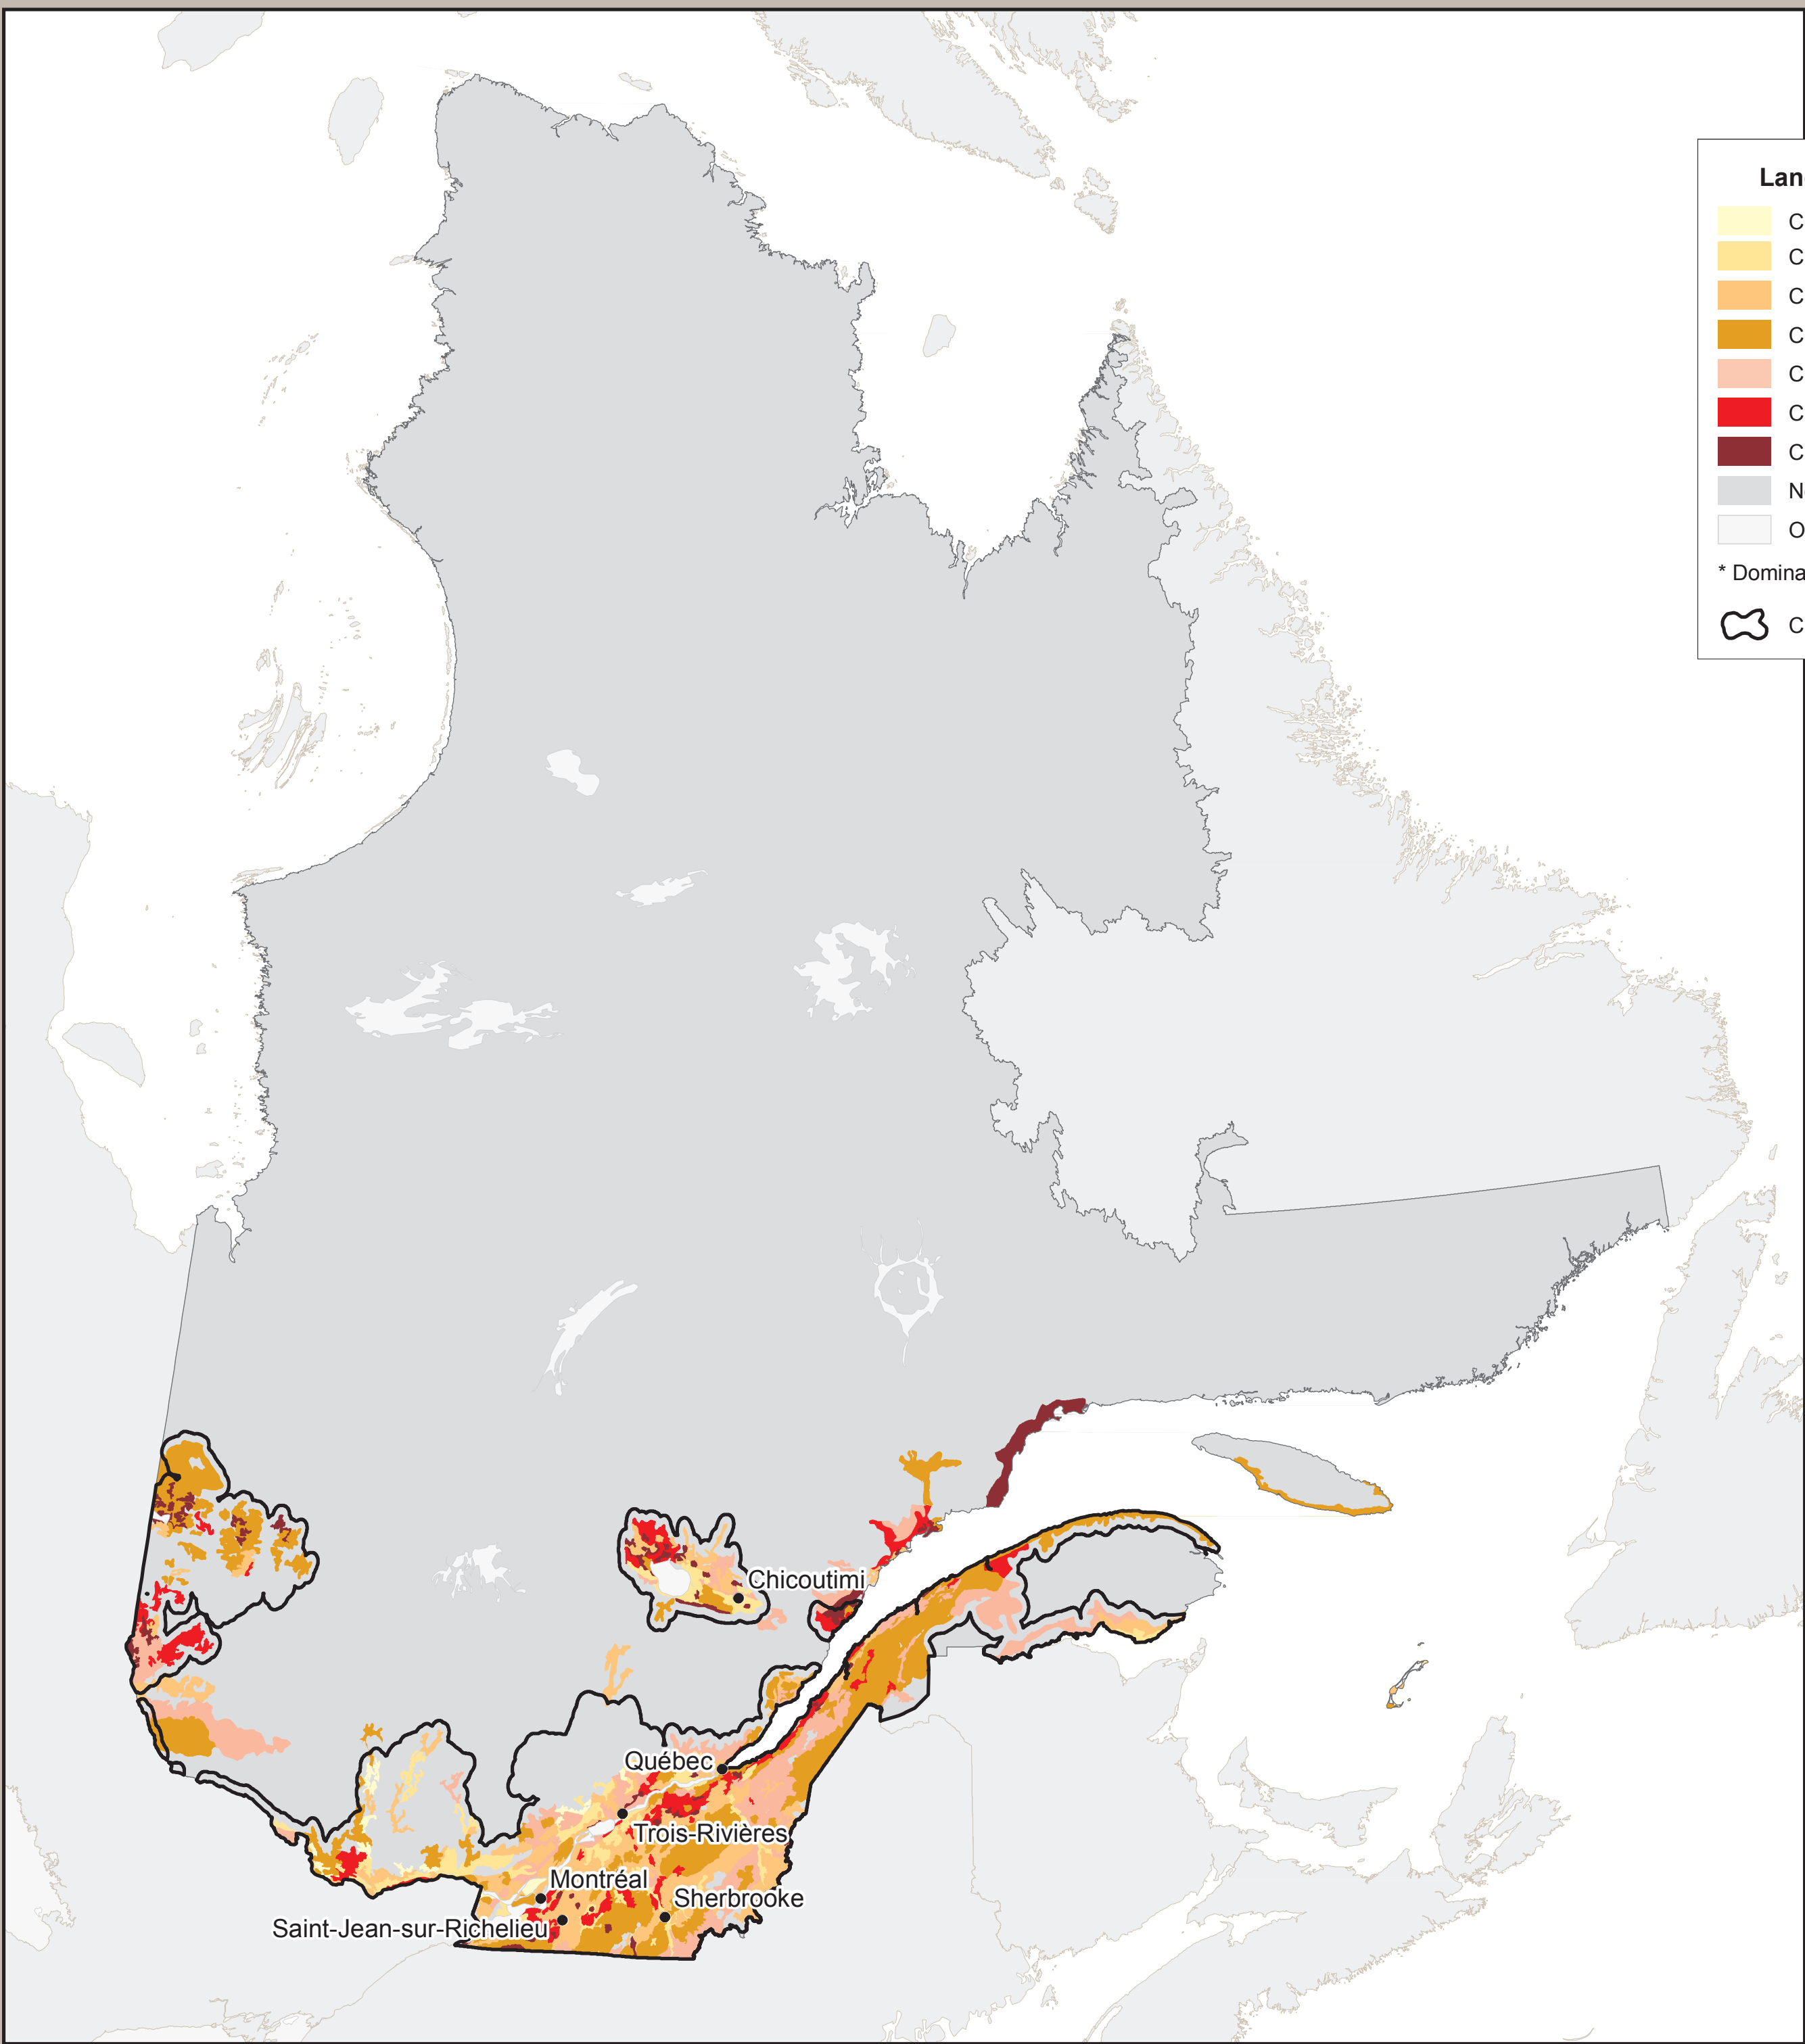 Lan
C
C
C
C
C
C
C
N
O
* Domina
C
Chicoutimi
Québec
Trois-Rivières
Montréal
Sherbrooke
Saint-Jean-sur-Richelieu